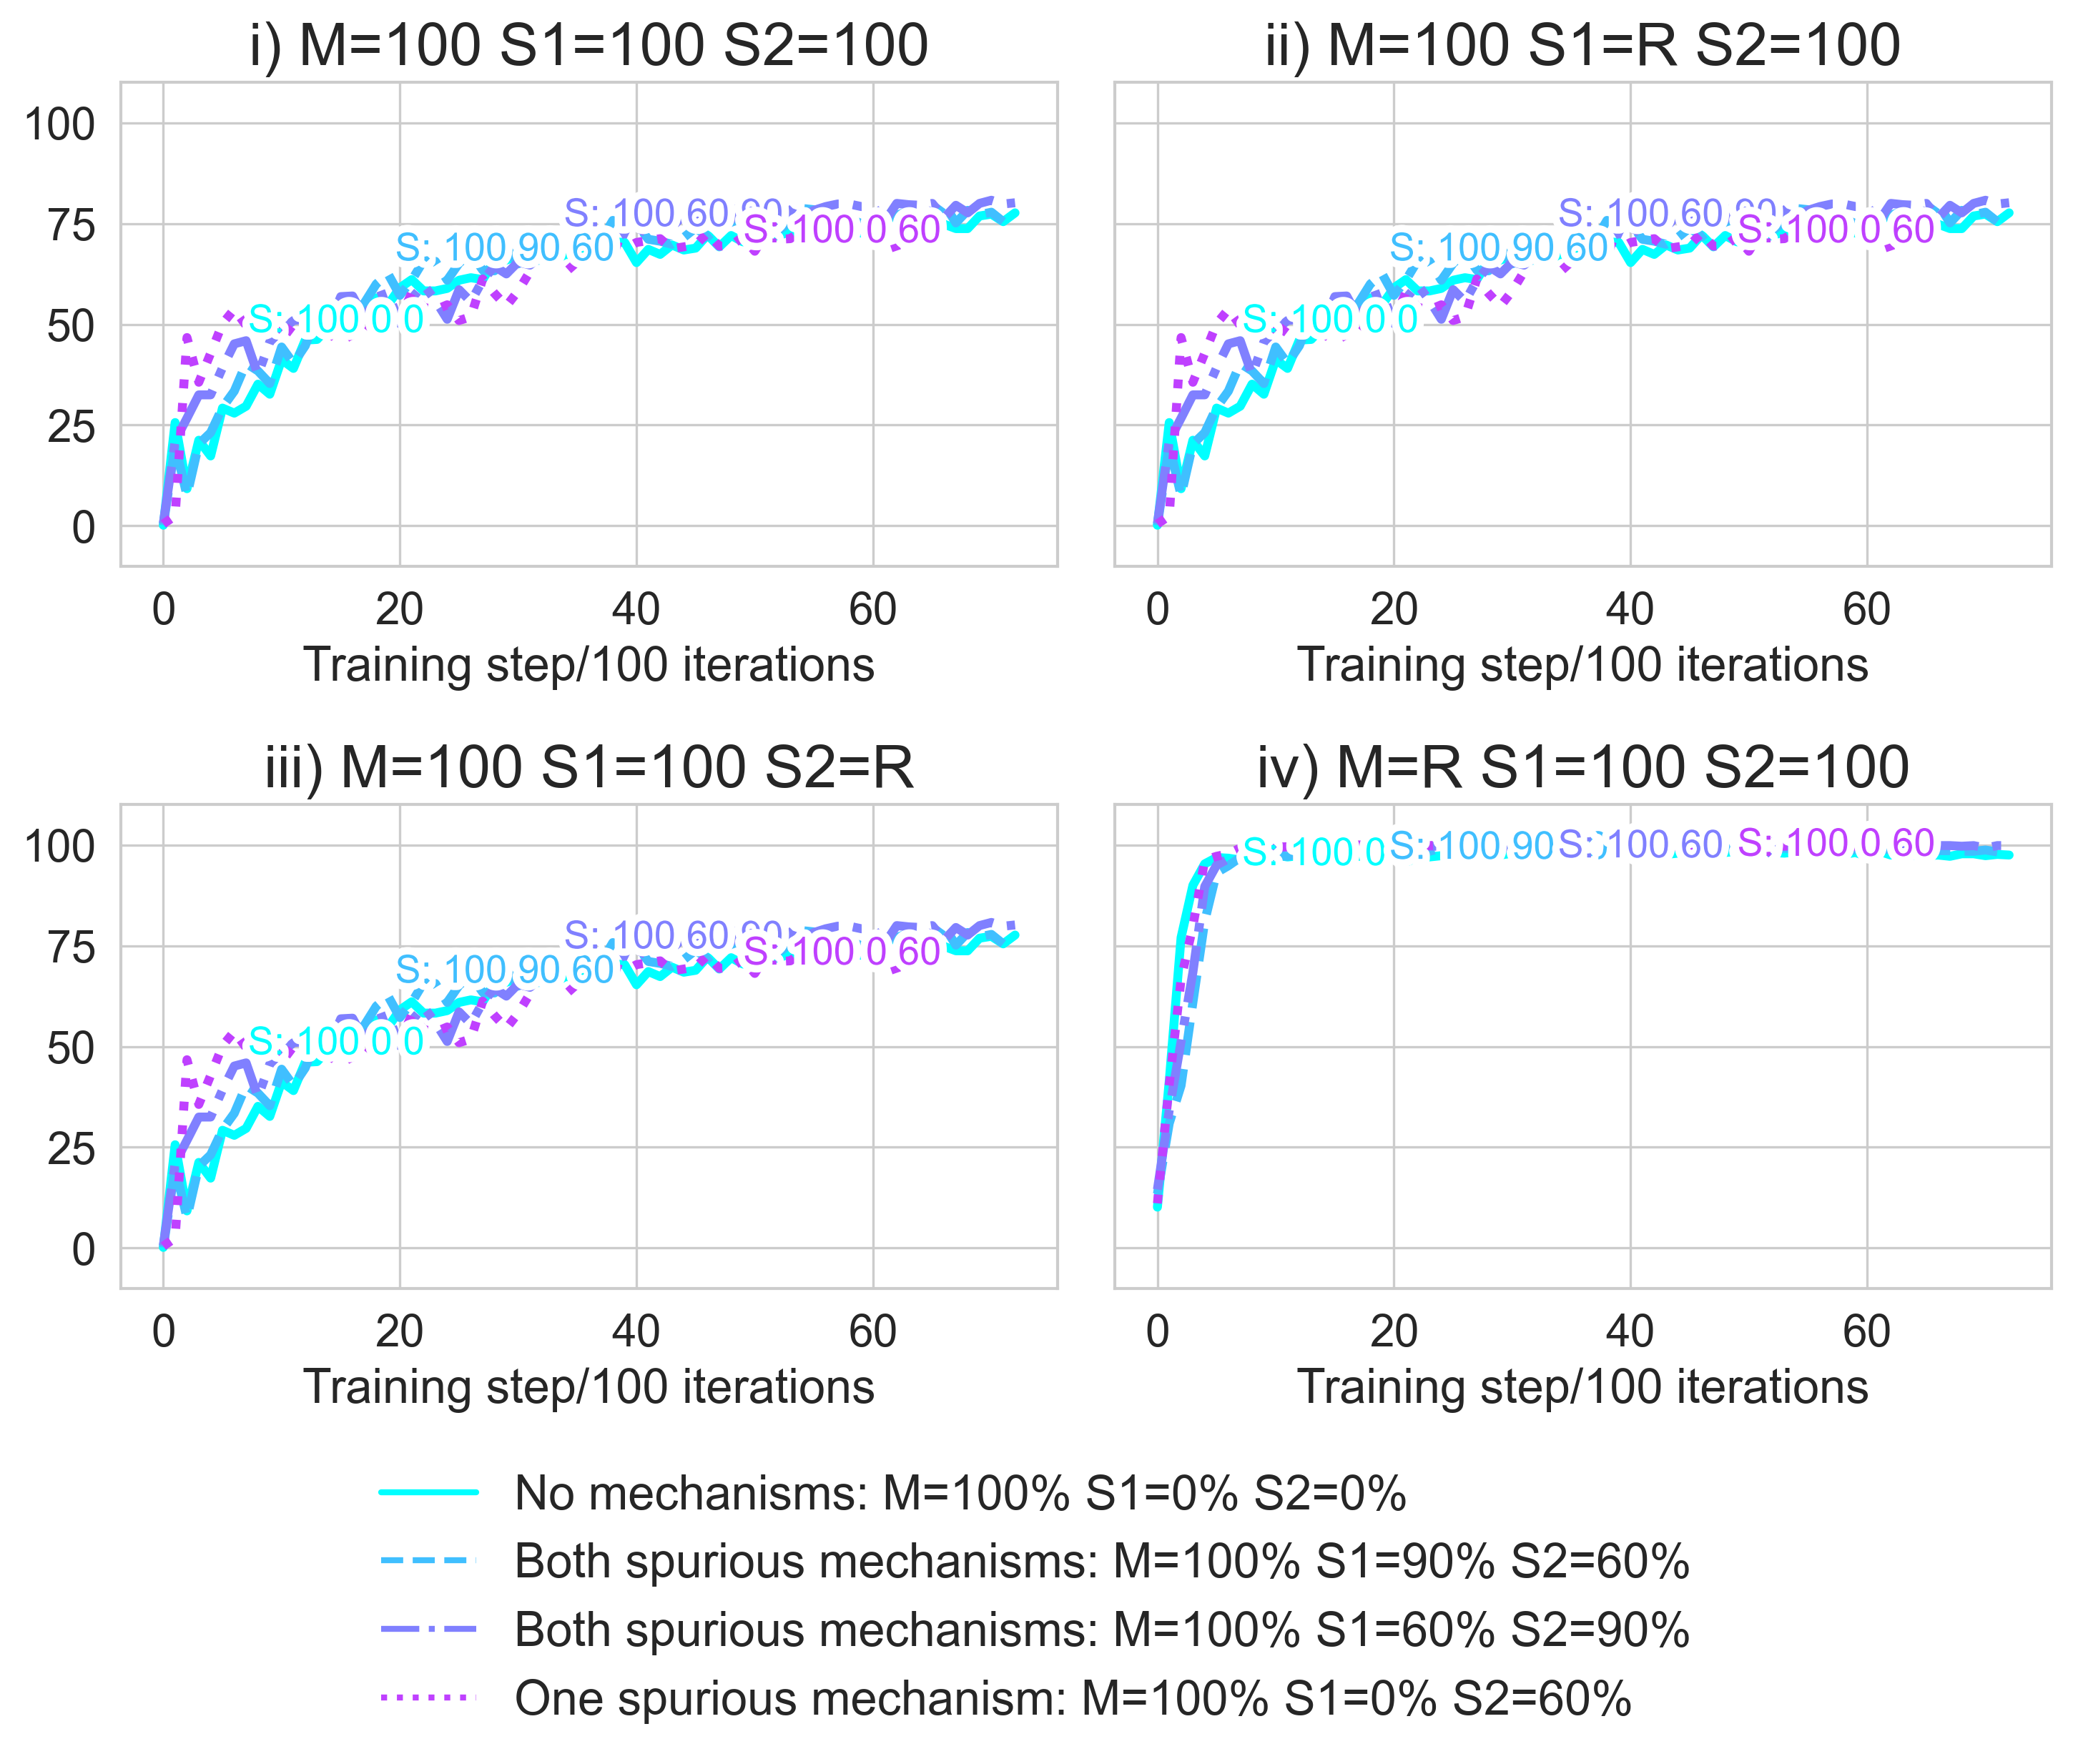 i) M=100 S1=100 S2=100
ii) M=100 S1=R S2=100
100
75
50
25
0
S: 100 0 0
S: 100 90 60
S: 100 60
S: 100 0 60
S: 100 0 0
S: 100 90 60
S: 100 60
S: 100 0 60
0 20 40 60
0 20 40 60
Training step/100 iterations
Training step/100 iterations
iii) M=100 S1=100 S2=R
iv) M=R S1=100 S2=100
100
75
50
25
0
S: 100 0 0
S: 100 90 60
S: 100 60
S: 100 0 60
S: 100 0
S: 100 90
S: 100 60
S: 100 0 60
0 20 40 60
0 20 40 60
Training step/100 iterations
Training step/100 iterations
No mechanisms: M=100% S1=0% S2=0%
Both spurious mechanisms: M=100% S1=90% S2=60%
Both spurious mechanisms: M=100% S1=60% S2=90%
One spurious mechanism: M=100% S1=0% S2=60%